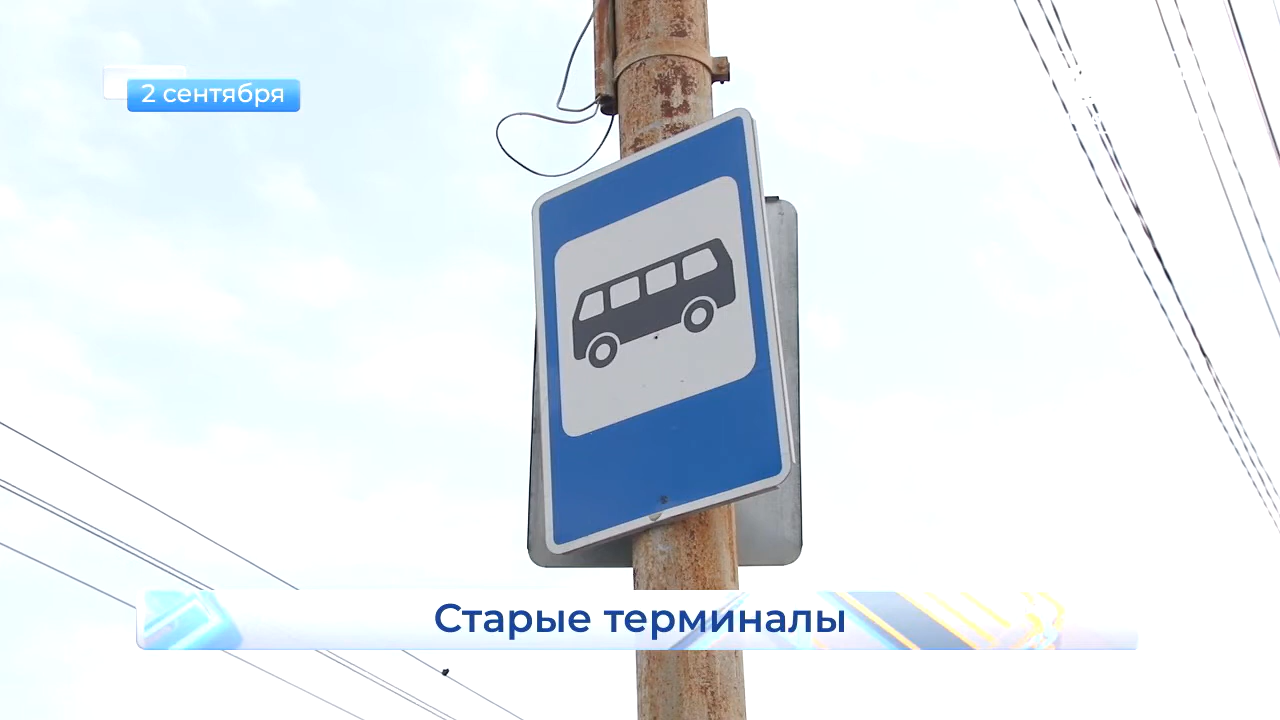 2 сентября
Старые терминалы